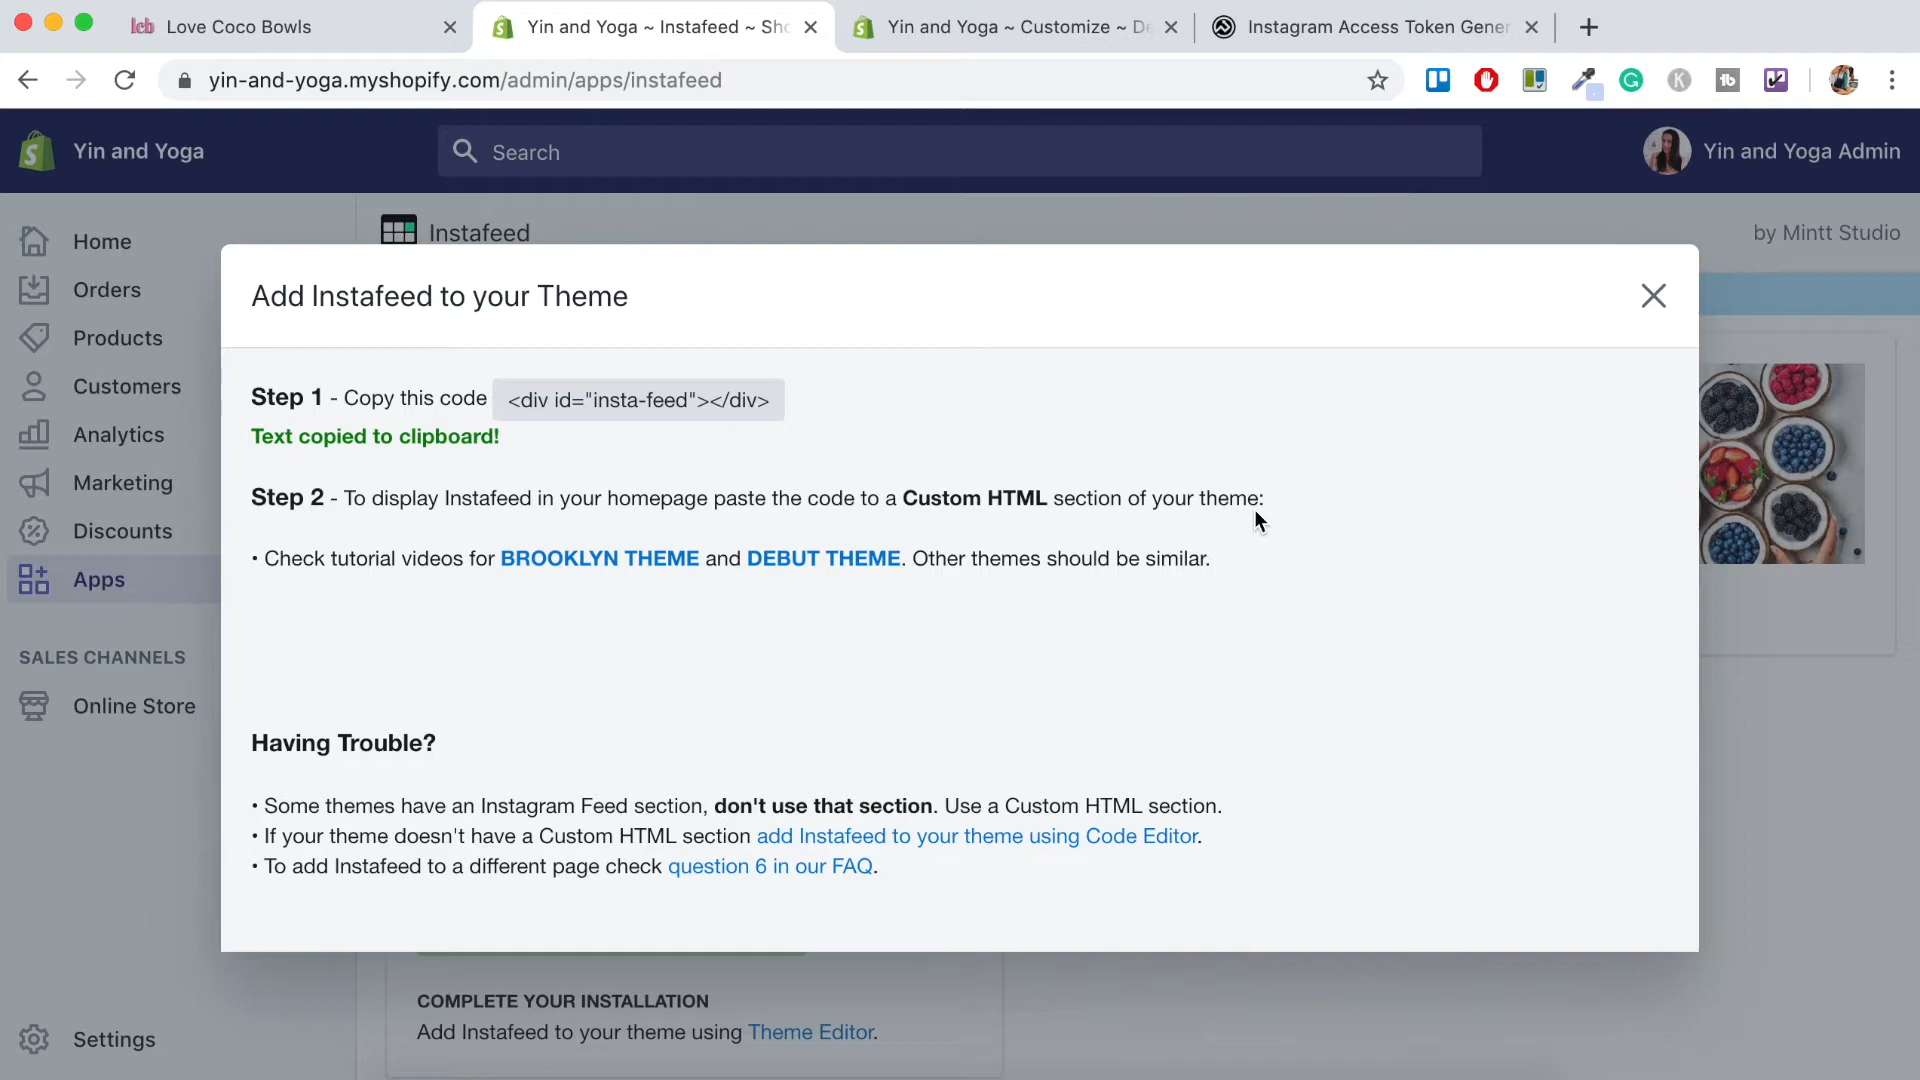 lcb Love Coco Bowls
Yin and Yoga ~ Instafeed ~ Sho
Yin and Yoga ~ Customize ~ De
Instagram Access Token Gener
yin-and-yoga.myshopify.com/admin/apps/instafeed
Yin and Yoga
Search
Yin and Yoga Admin
Instafeed
by Mintt Studio
Home
Orders
Products
Customers
Analytics
Marketing
Discounts
Apps
SALES CHANNELS
Online Store
Settings
Add Instafeed to your Theme
Step 1 - Copy this code <div id="insta-feed"></div>
Text copied to clipboard!
Step 2 - To display Instafeed in your homepage paste the code to a Custom HTML section of your theme:
• Check tutorial videos for BROOKLYN THEME and DEBUT THEME. Other themes should be similar.
Having Trouble?
• Some themes have an Instagram Feed section, don't use that section. Use a Custom HTML section.
• If your theme doesn't have a Custom HTML section add Instafeed to your theme using Code Editor.
• To add Instafeed to a different page check question 6 in our FAQ.
COMPLETE YOUR INSTALLATION
Add Instafeed to your theme using Theme Editor.